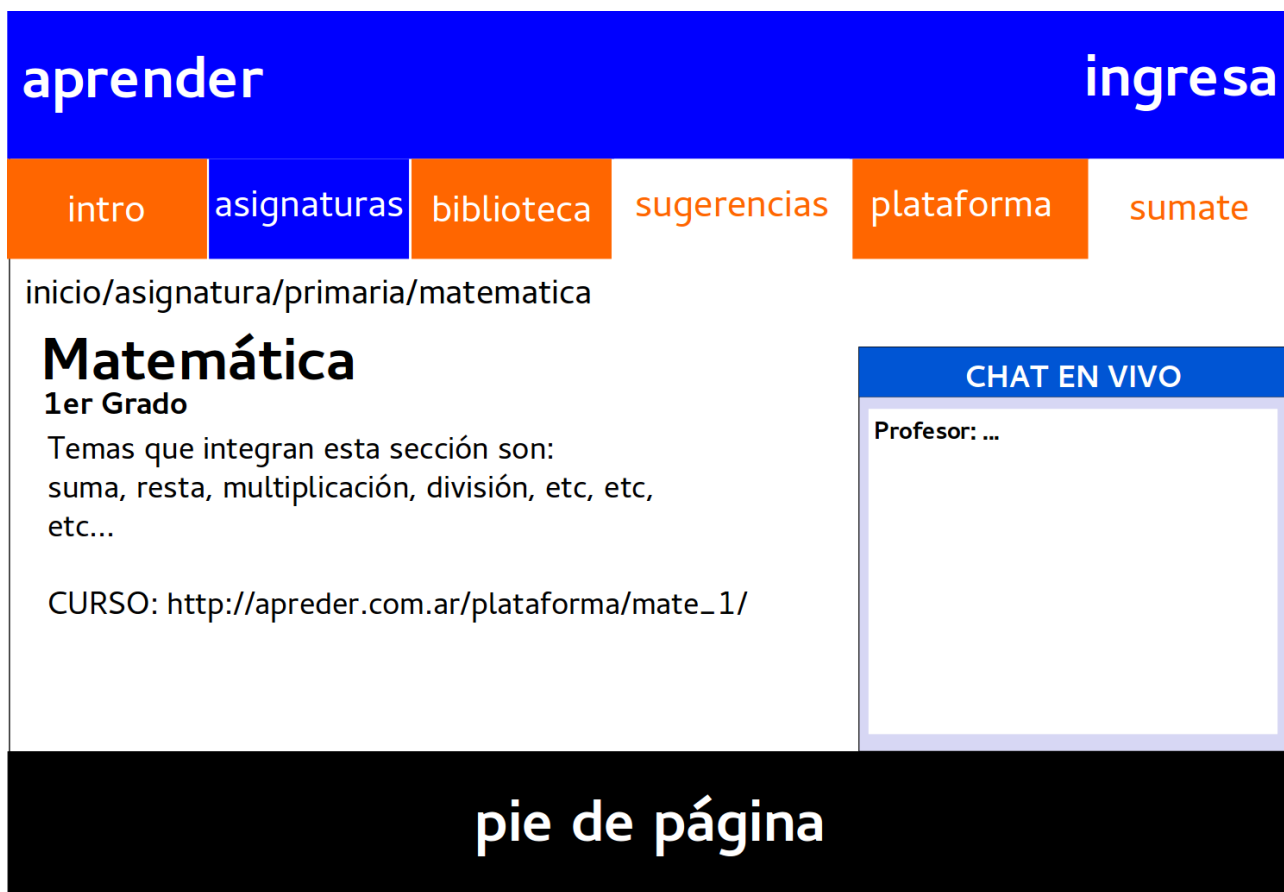 aprender
ingresa
intro
asignaturas
biblioteca
sugerencias
plataforma
sumate
inicio/asignatura/primaria/matematica
Matemática
1er Grado
Temas que integran esta sección son:
suma, resta, multiplicación, división, etc, etc,
etc...
CURSO: http://apreder.com.ar/plataforma/mate_1/
CHAT EN VIVO
Profesor: ...
pie de página